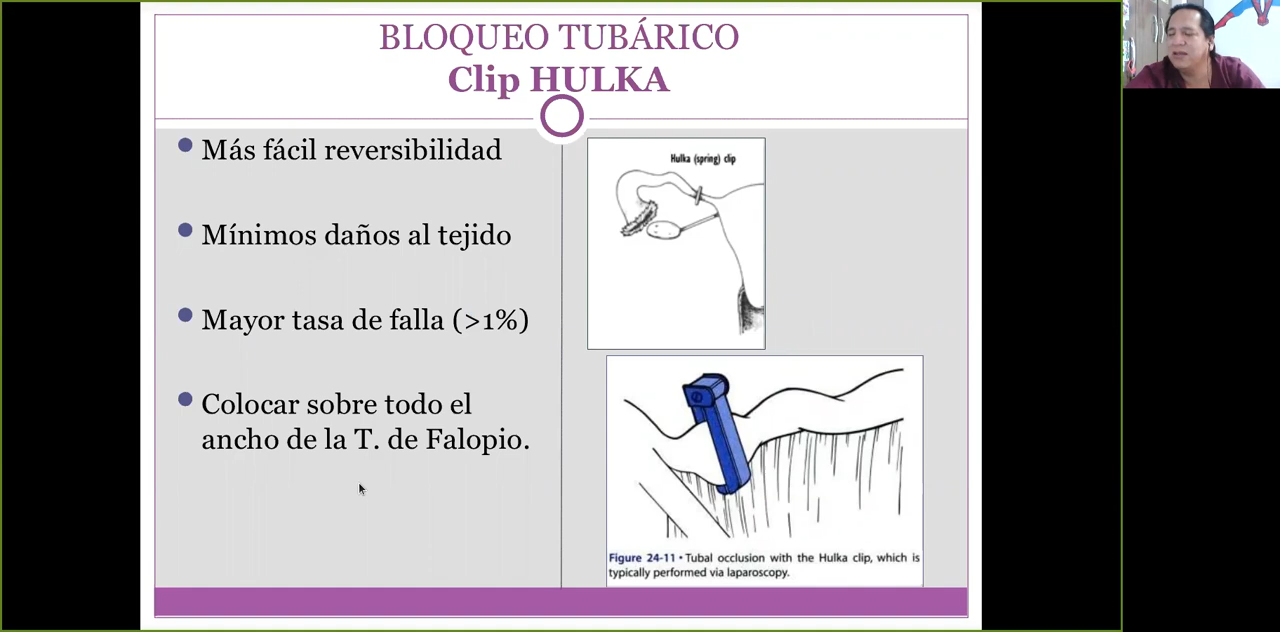 BLOQUEO TUBÁRICO
Clip HULKA
Más fácil reversibilidad
Mínimos daños al tejido
Mayor tasa de falla (>1%)
Colocar sobre todo el
ancho de la T. de Falopio.
Hulka (spring) clip
Figure 24-11 • Tubal occlusion with the Hulka clip, which is
typically performed via laparoscopy.